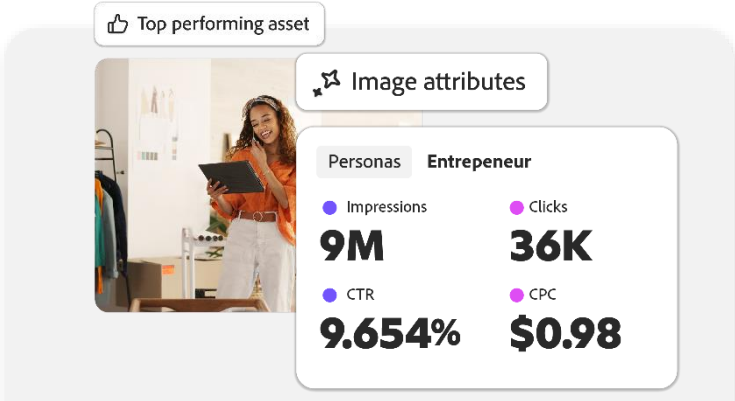 Top performing asset
Image attributes
Personas Entrepeneur
Impressions Clicks
9M 36K
CTR CPC
9.654% $0.98